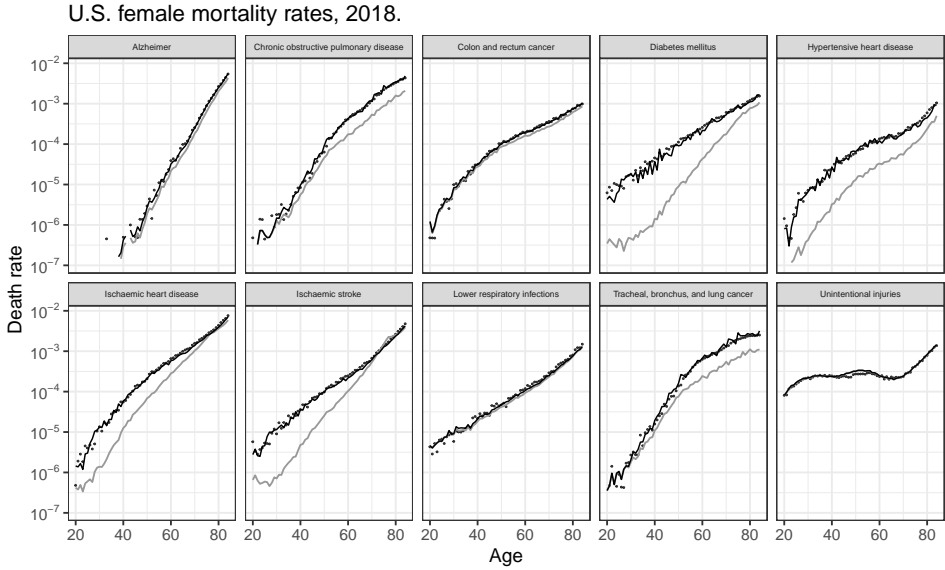 U.S. female mortality rates, 2018.
Alzheimer
Chronic obstructive pulmonary disease
Colon and rectum cancer
Diabetes mellitus
Hypertensive heart disease
10⁻²
10⁻³
10⁻⁴
10⁻⁵
10⁻⁶
10⁻⁷
Death rate
Ischaemic heart disease
Ischaemic stroke
Lower respiratory infections
Tracheal, bronchus, and lung cancer
Unintentional injuries
10⁻²
10⁻³
10⁻⁴
10⁻⁵
10⁻⁶
10⁻⁷
20 40 60 80 20 40 60 80 20 40 60 80 20 40 60 80 20 40 60 80
Age